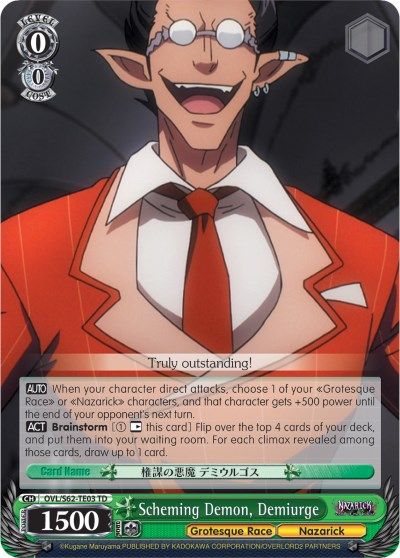 LEVEL
0
0
COST
Truly outstanding!
AUTO When your character direct attacks, choose 1 of your «Grotesque
Race» or «Nazarick» characters, and that character gets +500 power until
the end of your opponent's next turn.
ACT Brainstorm [① ▶ this card] Flip over the top 4 cards of your deck,
and put them into your waiting room. For each climax revealed among
those cards, draw up to 1 card.
Card Name
権謀の悪魔 デミウルゴス
CH OVL/S62-TE03 TD
1500
Scheming Demon, Demiurge
NAZARICK
Grotesque Race
Nazarick
©Kugane Maruyama,PUBLISHED BY KADOKAWA CORPORATION/OVERLORD2 PARTNERS